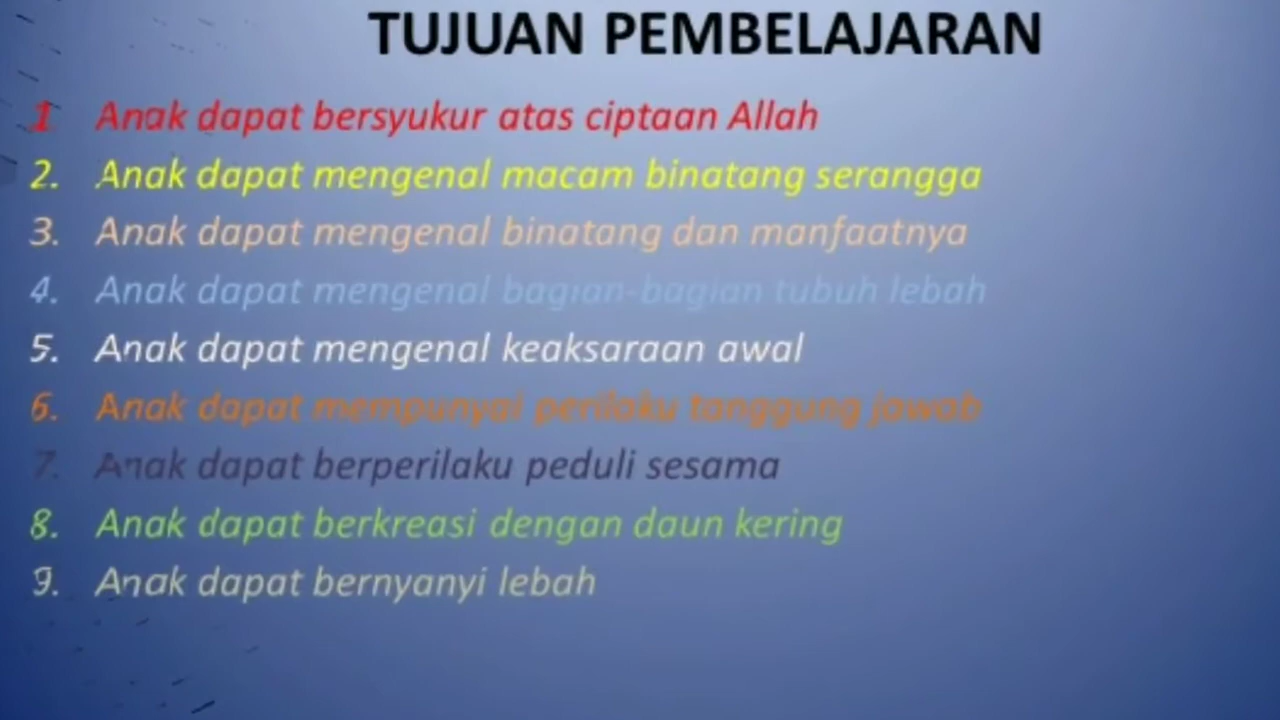 TUJUAN PEMBELAJARAN
1 Anak dapat bersyukur atas ciptaan Allah
2. Anak dapat mengenal macam binatang serangga
3. Anak dapat mengenal binatang dan manfaatnya
4. Anak dapat mengenal bagian-bagian tubuh lebah
5. Anak dapat mengenal keaksaraan awal
6. Anak dapat mempunyai perilaku tanggung jawab
7. Anak dapat berperilaku peduli sesama
8. Anak dapat berkreasi dengan daun kering
9. Anak dapat bernyanyi lebah